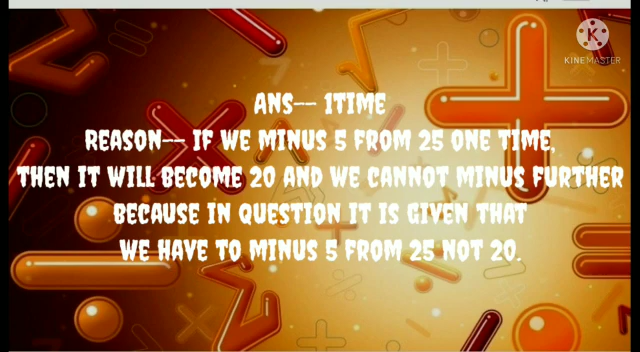 KINEMASTER
ANS-- 1TIME
REASON-- IF WE MINUS 5 FROM 25 ONE TIME,
THEN IT WILL BECOME 20 AND WE CANNOT MINUS FURTHER
BECAUSE IN QUESTION IT IS GIVEN THAT
WE HAVE TO MINUS 5 FROM 25 NOT 20.